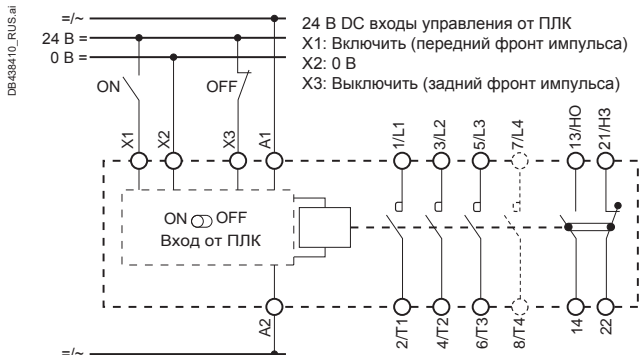 DB438410_RUS.ai
=/~
24 В =
0 В =
24 В DC входы управления от ПЛК
X1: Включить (передний фронт импульса)
X2: 0 В
X3: Выключить (задний фронт импульса)
ON
OFF
X1
X2
X3
A1
1/L1
3/L2
5/L3
7/L4
13/НО
21/НЗ
ON OFF
Вход от ПЛК
A2
2/T1
4/T2
6/T3
8/T4
14
22
=/~